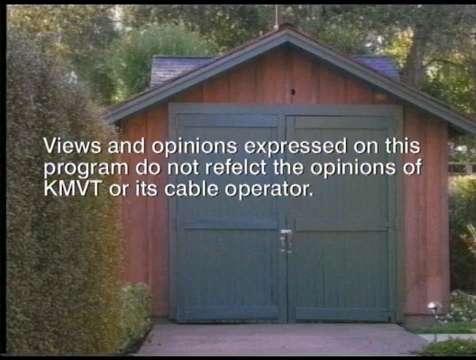 Views and opinions expressed on this
program do not refelct the opinions of
KMVT or its cable operator.